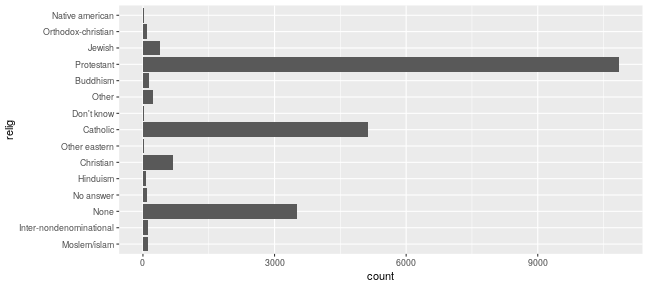 Native american
Orthodox-christian
Jewish
Protestant
Buddhism
Other
Don't know
Catholic
Other eastern
Christian
Hinduism
No answer
None
Inter-nondenominational
Moslem/islam
relig
0 3000 6000 9000
count